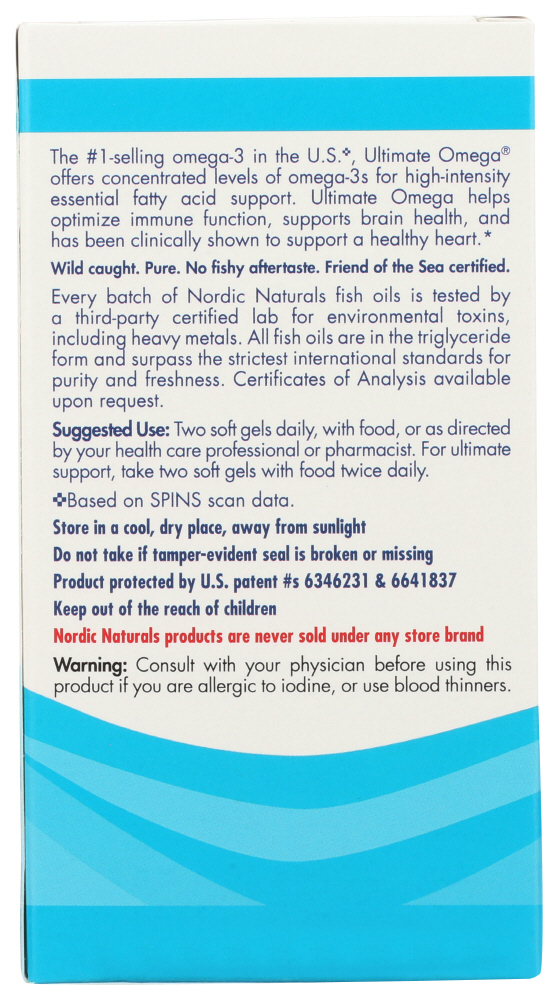 The #1-selling omega-3 in the U.S.✥, Ultimate Omega®
offers concentrated levels of omega-3s for high-intensity
essential fatty acid support. Ultimate Omega helps
optimize immune function, supports brain health, and
has been clinically shown to support a healthy heart.*
Wild caught. Pure. No fishy aftertaste. Friend of the Sea certified.
Every batch of Nordic Naturals fish oils is tested by
a third-party certified lab for environmental toxins,
including heavy metals. All fish oils are in the triglyceride
form and surpass the strictest international standards for
purity and freshness. Certificates of Analysis available
upon request.
Suggested Use: Two soft gels daily, with food, or as directed
by your health care professional or pharmacist. For ultimate
support, take two soft gels with food twice daily.
✥Based on SPINS scan data.
Store in a cool, dry place, away from sunlight
Do not take if tamper-evident seal is broken or missing
Product protected by U.S. patent #s 6346231 & 6641837
Keep out of the reach of children
Nordic Naturals products are never sold under any store brand
Warning: Consult with your physician before using this
product if you are allergic to iodine, or use blood thinners.